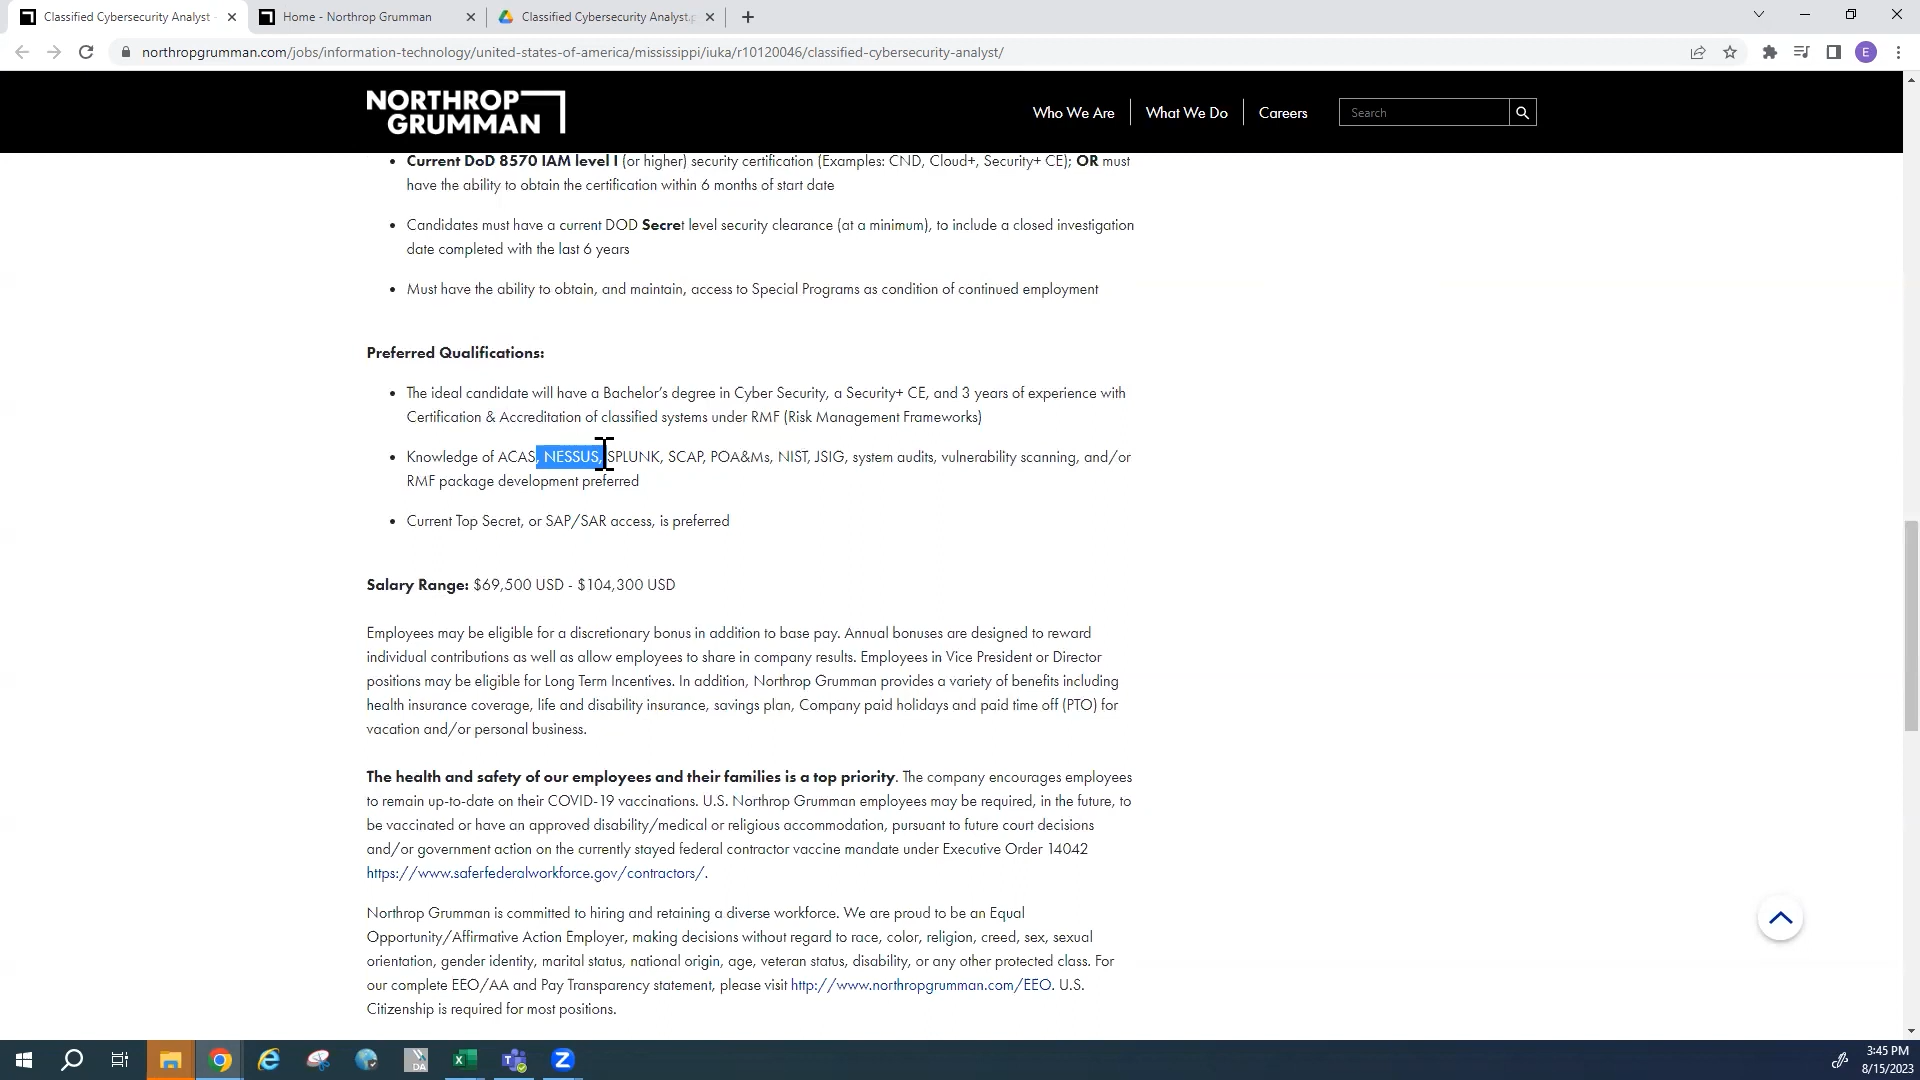 Classified Cybersecurity Analyst -
Home - Northrop Grumman
Classified Cybersecurity Analyst.p
northropgrumman.com/jobs/information-technology/united-states-of-america/mississippi/iuka/r10120046/classified-cybersecurity-analyst/
E
NORTHROP
GRUMMAN
Who We Are
What We Do
Careers
Search
• Current DoD 8570 IAM level I (or higher) security certification (Examples: CND, Cloud+, Security+ CE); OR must
have the ability to obtain the certification within 6 months of start date
• Candidates must have a current DOD Secret level security clearance (at a minimum), to include a closed investigation
date completed with the last 6 years
• Must have the ability to obtain, and maintain, access to Special Programs as condition of continued employment
Preferred Qualifications:
• The ideal candidate will have a Bachelor’s degree in Cyber Security, a Security+ CE, and 3 years of experience with
Certification & Accreditation of classified systems under RMF (Risk Management Frameworks)
• Knowledge of ACAS, NESSUS, SPLUNK, SCAP, POA&Ms, NIST, JSIG, system audits, vulnerability scanning, and/or
RMF package development preferred
• Current Top Secret, or SAP/SAR access, is preferred
Salary Range: $69,500 USD - $104,300 USD
Employees may be eligible for a discretionary bonus in addition to base pay. Annual bonuses are designed to reward
individual contributions as well as allow employees to share in company results. Employees in Vice President or Director
positions may be eligible for Long Term Incentives. In addition, Northrop Grumman provides a variety of benefits including
health insurance coverage, life and disability insurance, savings plan, Company paid holidays and paid time off (PTO) for
vacation and/or personal business.
The health and safety of our employees and their families is a top priority. The company encourages employees
to remain up-to-date on their COVID-19 vaccinations. U.S. Northrop Grumman employees may be required, in the future, to
be vaccinated or have an approved disability/medical or religious accommodation, pursuant to future court decisions
and/or government action on the currently stayed federal contractor vaccine mandate under Executive Order 14042
https://www.saferfederalworkforce.gov/contractors/.
Northrop Grumman is committed to hiring and retaining a diverse workforce. We are proud to be an Equal
Opportunity/Affirmative Action Employer, making decisions without regard to race, color, religion, creed, sex, sexual
orientation, gender identity, marital status, national origin, age, veteran status, disability, or any other protected class. For
our complete EEO/AA and Pay Transparency statement, please visit http://www.northropgrumman.com/EEO. U.S.
Citizenship is required for most positions.
DA
3:45 PM
8/15/2023